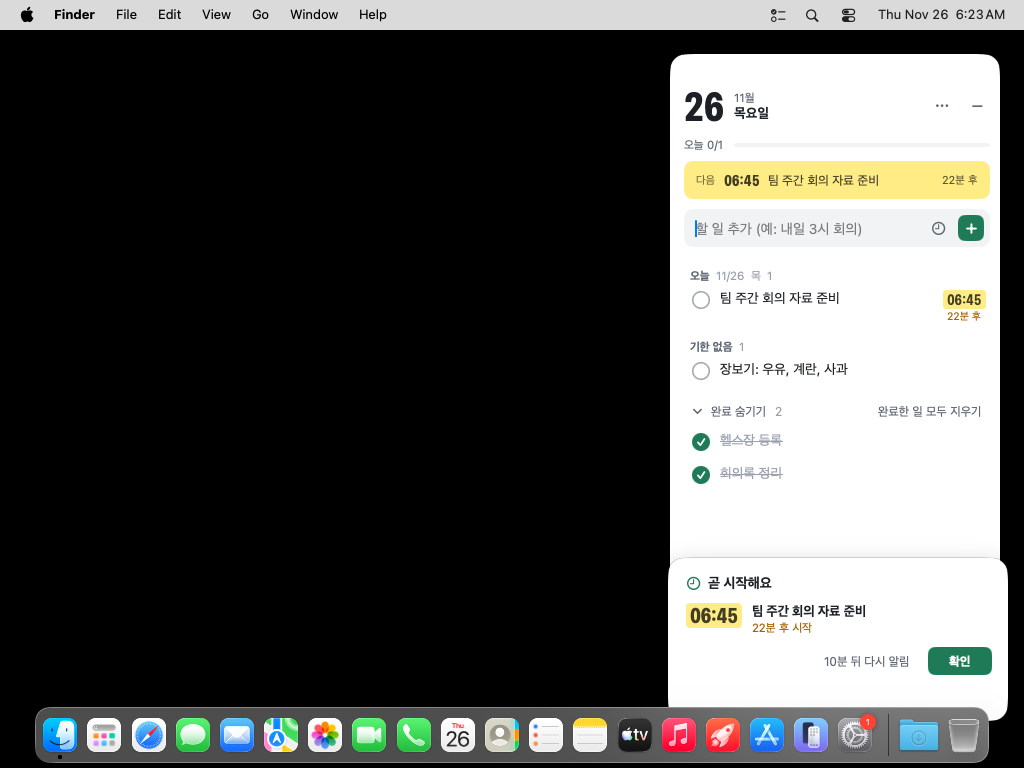 Finder File Edit View Go Window Help Thu Nov 26 6:23 AM
26
11월
목요일
오늘 0/1
다음 06:45 팀 주간 회의 자료 준비 22분 후
할 일 추가 (예: 내일 3시 회의)
오늘 11/26 목 1
팀 주간 회의 자료 준비 06:45
22분 후
기한 없음 1
장보기: 우유, 계란, 사과
완료 숨기기 2 완료한 일 모두 지우기
헬스장 등록
회의록 정리
곧 시작해요
06:45 팀 주간 회의 자료 준비
22분 후 시작
10분 뒤 다시 알림 확인
Thu
26
tv
1